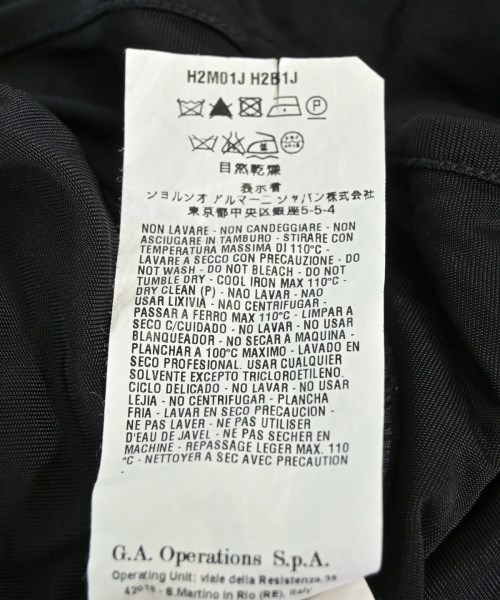 H2M01J H2B1J
P
自然乾燥
表示者
ジョルジオ アルマーニ ジャパン株式会社
東京都中央区銀座5-5-4
NON LAVARE - NON CANDEGGIARE - NON
ASCIUGARE IN TAMBURO - STIRARE CON
TEMPERATURA MASSIMA DI 110°C -
LAVARE A SECCO CON PRECAUZIONE - DO
NOT WASH - DO NOT BLEACH - DO NOT
TUMBLE DRY - COOL IRON MAX 110°C -
DRY CLEAN (P) - NAO LAVAR - NAO
USAR LIXIVIA - NAO CENTRIFUGAR -
PASSAR A FERRO MAX 110°C - LIMPAR A
SECO C/CUIDADO - NO LAVAR - NO USAR
BLANQUEADOR - NO SECAR A MAQUINA -
PLANCHAR A 100°C MAXIMO - LAVADO EN
SECO PROFESIONAL. USAR CUALQUIER
SOLVENTE EXCEPTO TRICLOROETILENO.
CICLO DELICADO - NO LAVAR - NO USAR
LEJIA - NO CENTRIFUGAR - PLANCHA
FRIA - LAVAR EN SECO PRECAUCION -
NE PAS LAVER - NE PAS UTILISER
D'EAU DE JAVEL - NE PAS SECHER EN
MACHINE - REPASSAGE LEGER MAX. 110
°C - NETTOYER A SEC AVEC PRECAUTION
.
G.A. Operations S.p.A.
Operating Unit: viale della Resistenza, 35
42018 - S.Martino in Rio (RE), Italy